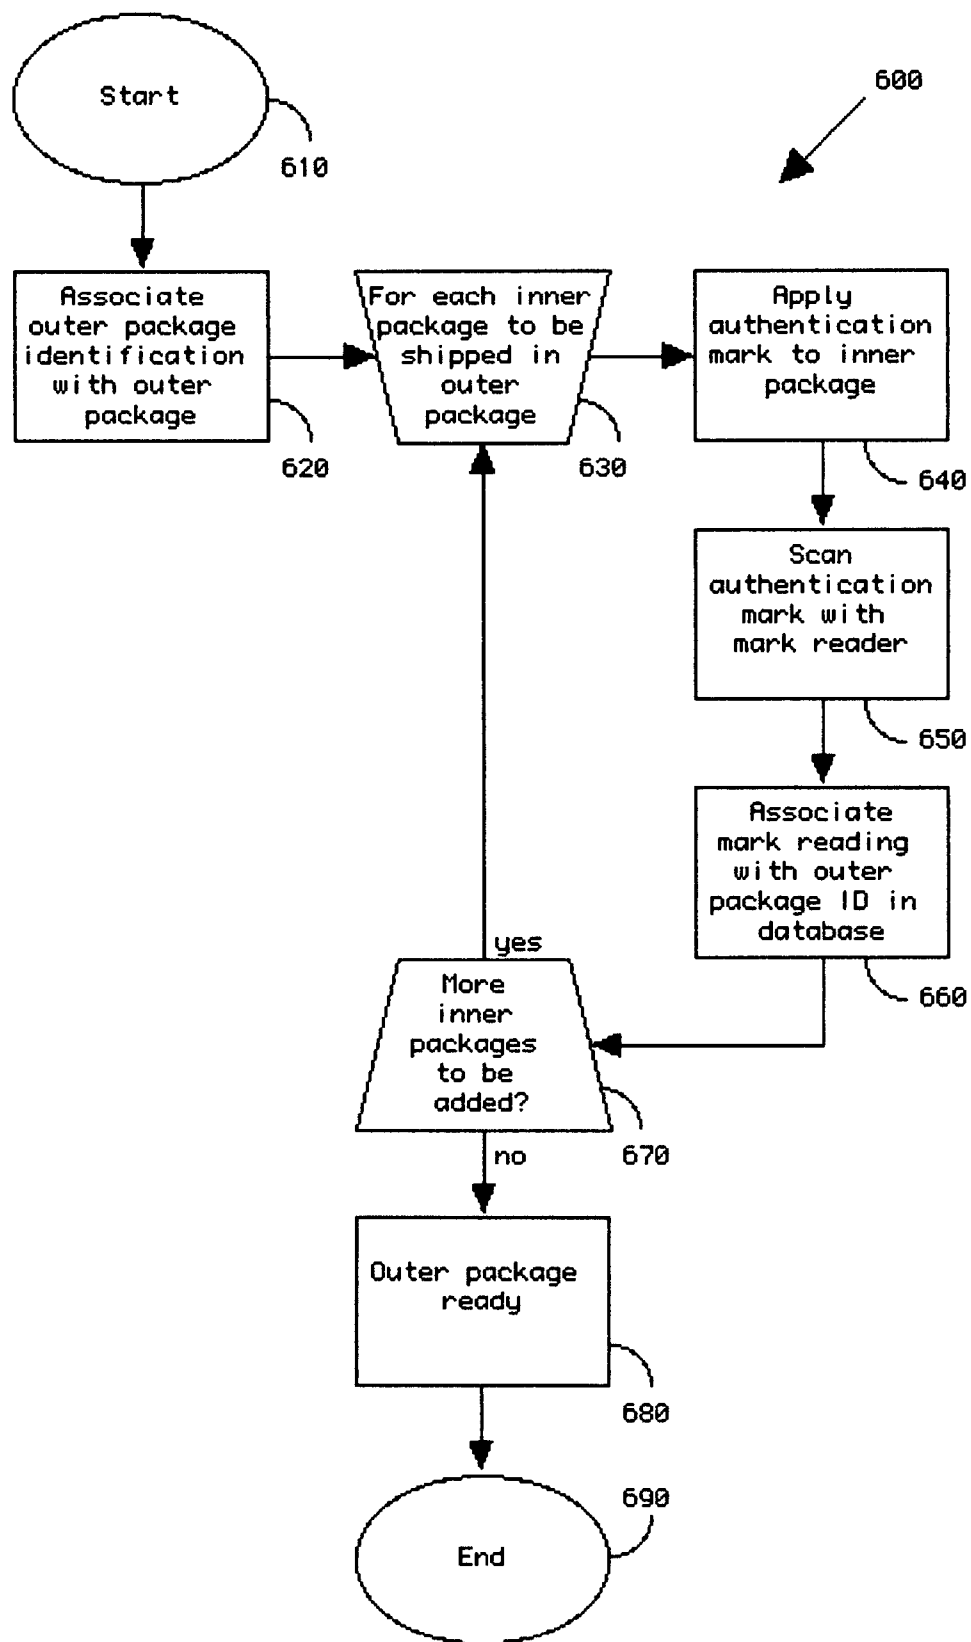 Start
610
600
Associate
outer package
identification
with outer
package
620
For each inner
package to be
shipped in
outer
package
630
Apply
authentication
mark to inner
package
640
Scan
authentication
mark with
mark reader
650
Associate
mark reading
with outer
package ID in
database
660
yes
More
inner
packages
to be
added?
670
no
Outer package
ready
680
690
End